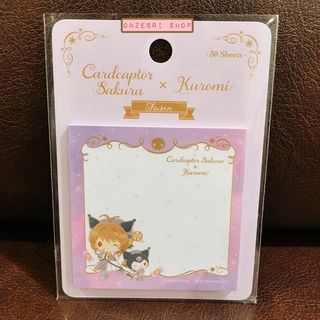 ONZEBRI SHOP
Cardcaptor
Sakura
×
Kuromi
- 30 Sheets -
Fusen
Cardcaptor Sakura
×
Kuromi